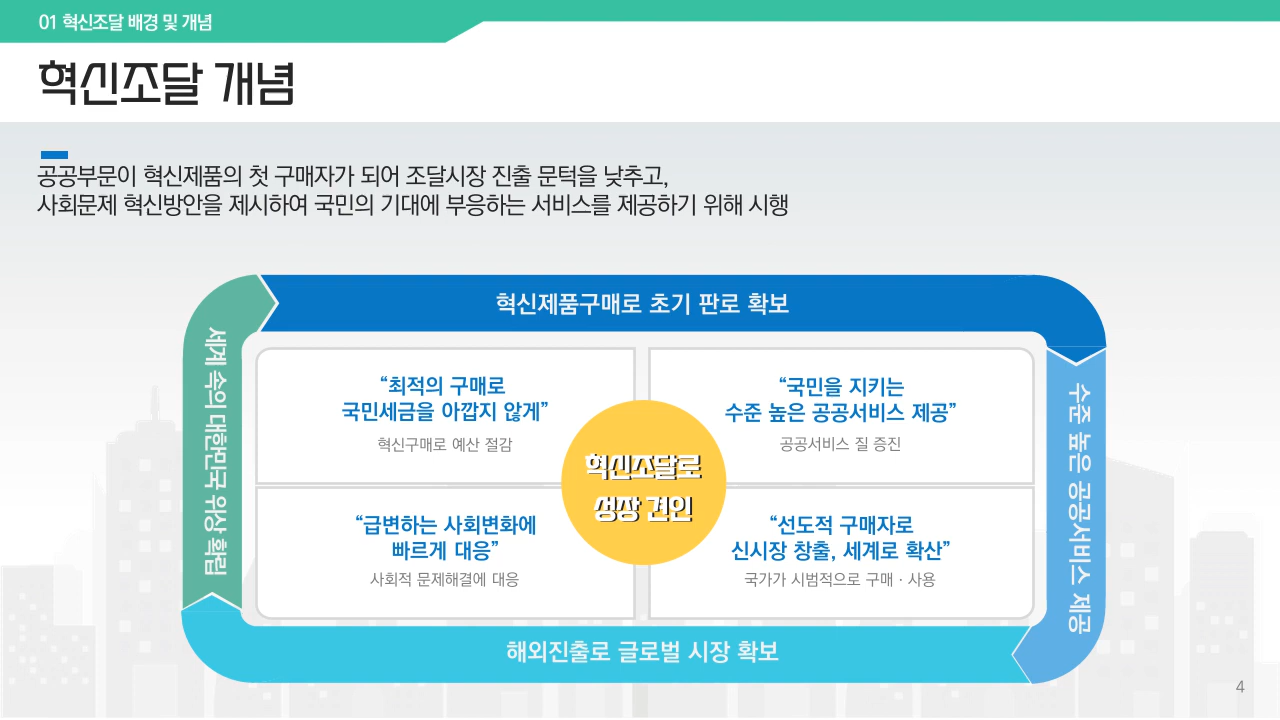 01 혁신조달 배경 및 개념
혁신조달 개념
공공부문이 혁신제품의 첫 구매자가 되어 조달시장 진출 문턱을 낮추고,
사회문제 혁신방안을 제시하여 국민의 기대에 부응하는 서비스를 제공하기 위해 시행
혁신제품구매로 초기 판로 확보
세계 속의 대한민국 위상 확립
“최적의 구매로
국민세금을 아깝지 않게”
혁신구매로 예산 절감
“국민을 지키는
수준 높은 공공서비스 제공”
공공서비스 질 증진
혁신조달로
성장 견인
“급변하는 사회변화에
빠르게 대응”
사회적 문제해결에 대응
“선도적 구매자로
신시장 창출, 세계로 확산”
국가가 시범적으로 구매 · 사용
수준 높은 공공서비스 제공
해외진출로 글로벌 시장 확보
4